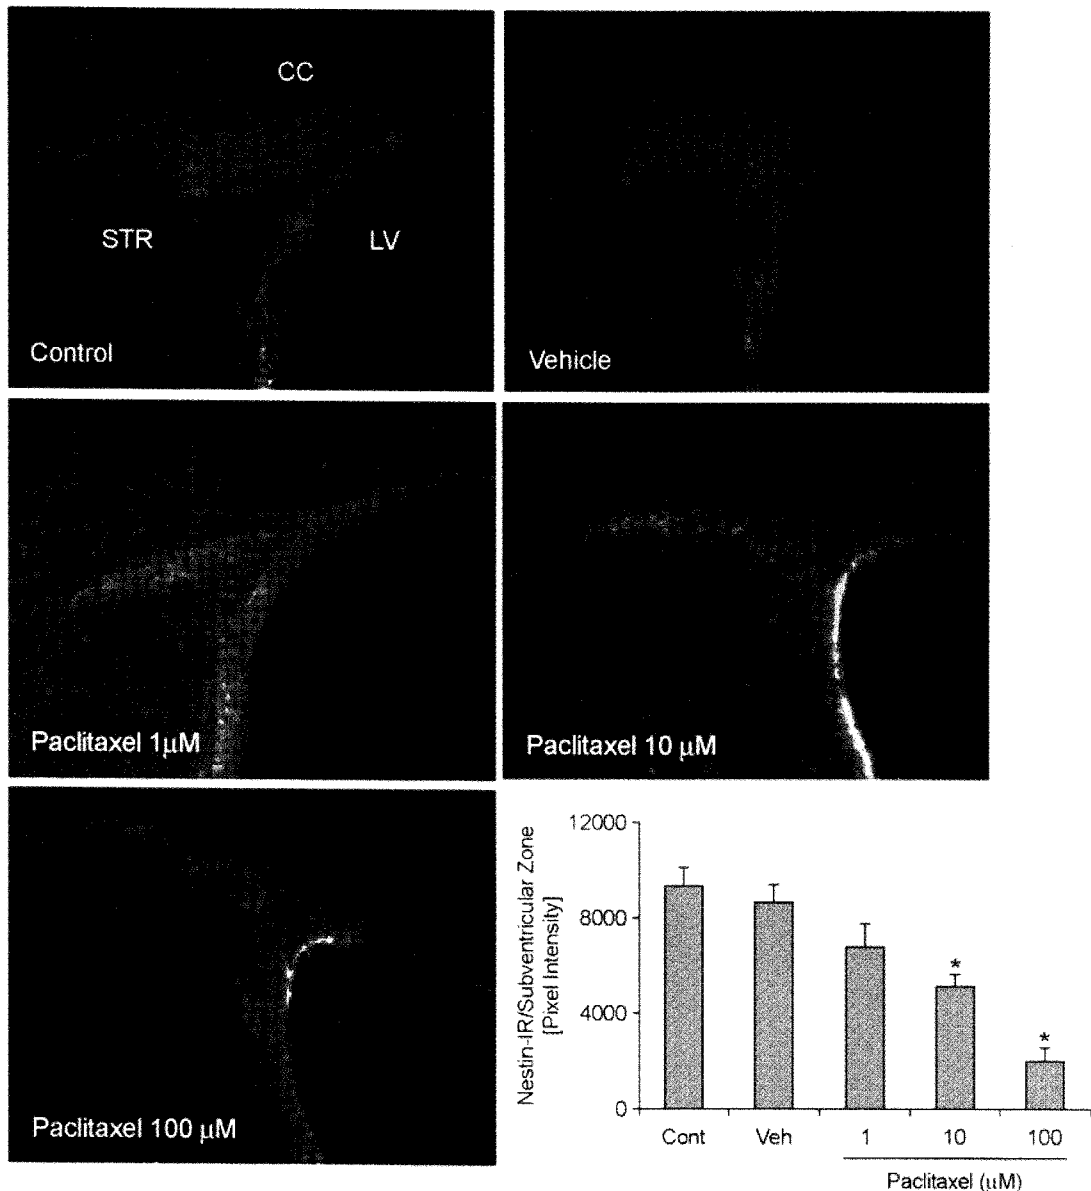 CC
STR
LV
Control
Vehicle
Paclitaxel 1μM
Paclitaxel 10 μM
Paclitaxel 100 μM
Nestin-IR/Subventricular Zone
[Pixel Intensity]
12000
8000
4000
0
*
*
Cont
Veh
1
10
100
Paclitaxel (μM)